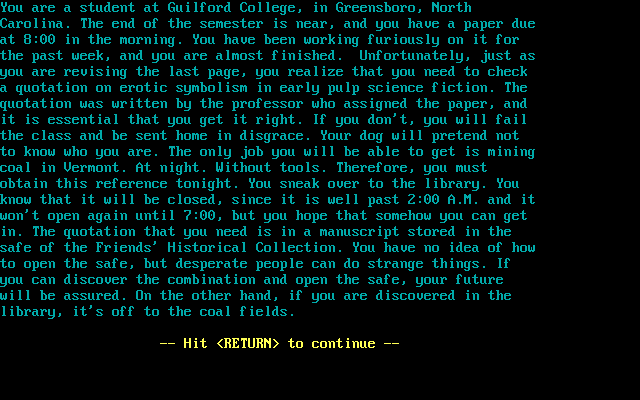 You are a student at Guilford College, in Greensboro, North
Carolina. The end of the semester is near, and you have a paper due
at 8:00 in the morning. You have been working furiously on it for
the past week, and you are almost finished.  Unfortunately, just as
you are revising the last page, you realize that you need to check
a quotation on erotic symbolism in early pulp science fiction. The
quotation was written by the professor who assigned the paper, and
it is essential that you get it right. If you don't, you will fail
the class and be sent home in disgrace. Your dog will pretend not
to know who you are. The only job you will be able to get is mining
coal in Vermont. At night. Without tools. Therefore, you must
obtain this reference tonight. You sneak over to the library. You
know that it will be closed, since it is well past 2:00 A.M. and it
won't open again until 7:00, but you hope that somehow you can get
in. The quotation that you need is in a manuscript stored in the
safe of the Friends' Historical Collection. You have no idea of how
to open the safe, but desperate people can do strange things. If
you can discover the combination and open the safe, your future
will be assured. On the other hand, if you are discovered in the
library, it's off to the coal fields.
-- Hit <RETURN> to continue --